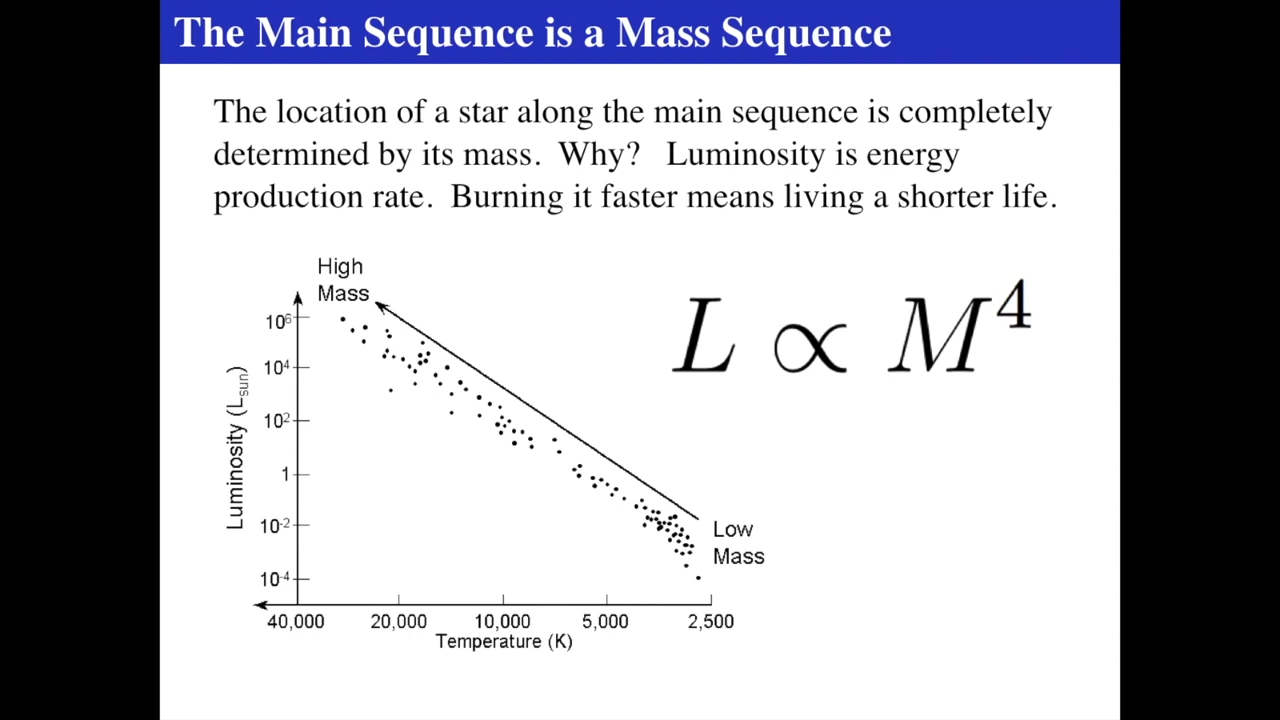 The Main Sequence is a Mass Sequence
The location of a star along the main sequence is completely
determined by its mass.  Why?   Luminosity is energy
production rate.  Burning it faster means living a shorter life.
High
Mass
10⁶
10⁴
10²
1
10⁻²
10⁻⁴
Luminosity (Lsun)
L ∝ M⁴
Low
Mass
40,000 20,000 10,000 5,000 2,500
Temperature (K)